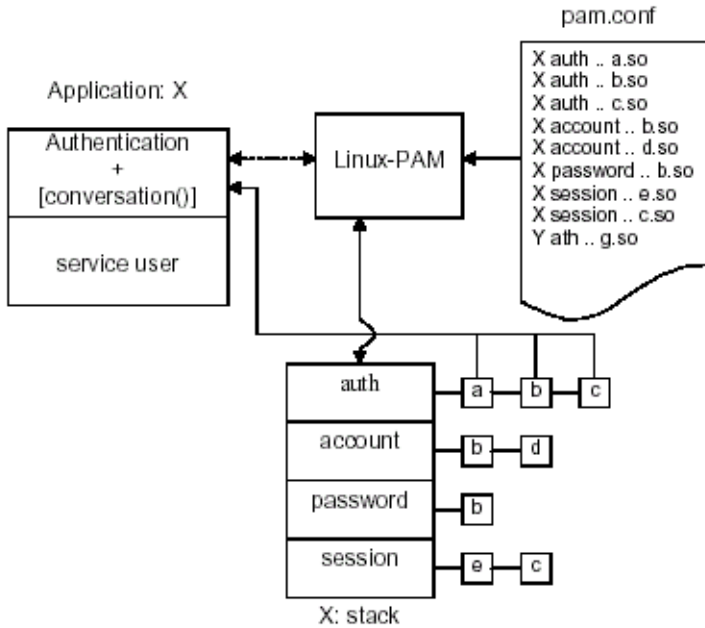 pam.conf
X auth .. a.so
X auth .. b.so
X auth .. c.so
X account .. b.so
X account .. d.so
X password .. b.so
X session .. e.so
X session .. c.so
Y ath .. g.so
Application: X
Authentication
+
[conversation()]
service user
Linux-PAM
auth
a
b
c
account
b
d
password
b
session
e
c
X: stack